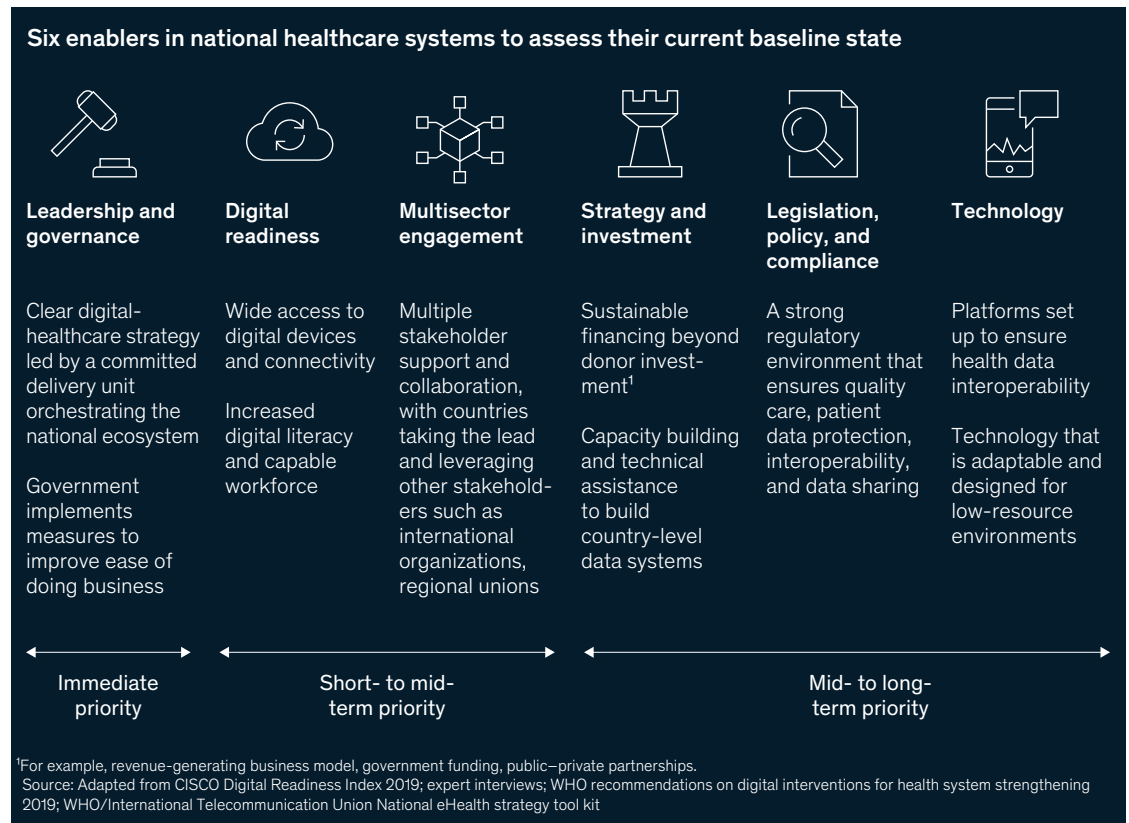 Six enablers in national healthcare systems to assess their current baseline state
Leadership and
governance
Clear digital-
healthcare strategy
led by a committed
delivery unit
orchestrating the
national ecosystem
Government
implements
measures to
improve ease of
doing business
Digital
readiness
Wide access to
digital devices
and connectivity
Increased
digital literacy
and capable
workforce
Multisector
engagement
Multiple
stakeholder
support and
collaboration,
with countries
taking the lead
and leveraging
other stakehold-
ers such as
international
organizations,
regional unions
Strategy and
investment
Sustainable
financing beyond
donor invest-
ment¹
Capacity building
and technical
assistance
to build
country-level
data systems
Legislation,
policy, and
compliance
A strong
regulatory
environment that
ensures quality
care, patient
data protection,
interoperability,
and data sharing
Technology
Platforms set
up to ensure
health data
interoperability
Technology that
is adaptable and
designed for
low-resource
environments
Immediate
priority
Short- to mid-
term priority
Mid- to long-
term priority
¹For example, revenue-generating business model, government funding, public–private partnerships.
Source: Adapted from CISCO Digital Readiness Index 2019; expert interviews; WHO recommendations on digital interventions for health system strengthening
2019; WHO/International Telecommunication Union National eHealth strategy tool kit